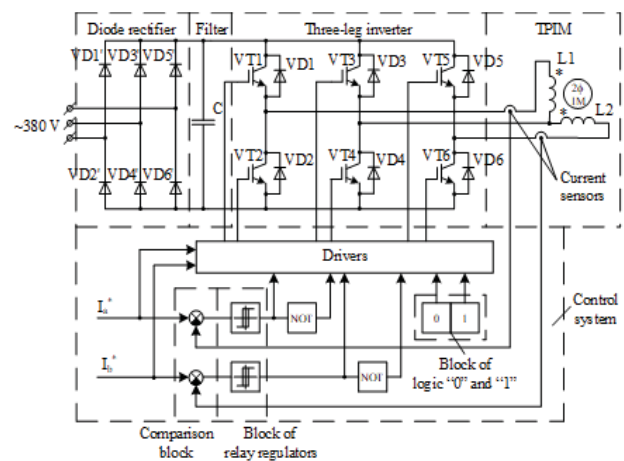 Diode rectifier
Filter
Three-leg inverter
TPIM
VD1' VD3' VD5'
VT1
VD1
VT3
VD3
VT5
VD5
L1
*
2ϕ
IM
*
L2
~380 V
C
VD2' VD4' VD6'
VT2
VD2
VT4
VD4
VT6
VD6
Current
sensors
Drivers
Ia*
NOT
0
1
Control
system
Ib*
NOT
Block of
logic “0” and “1”
Comparison
block
Block of
relay regulators